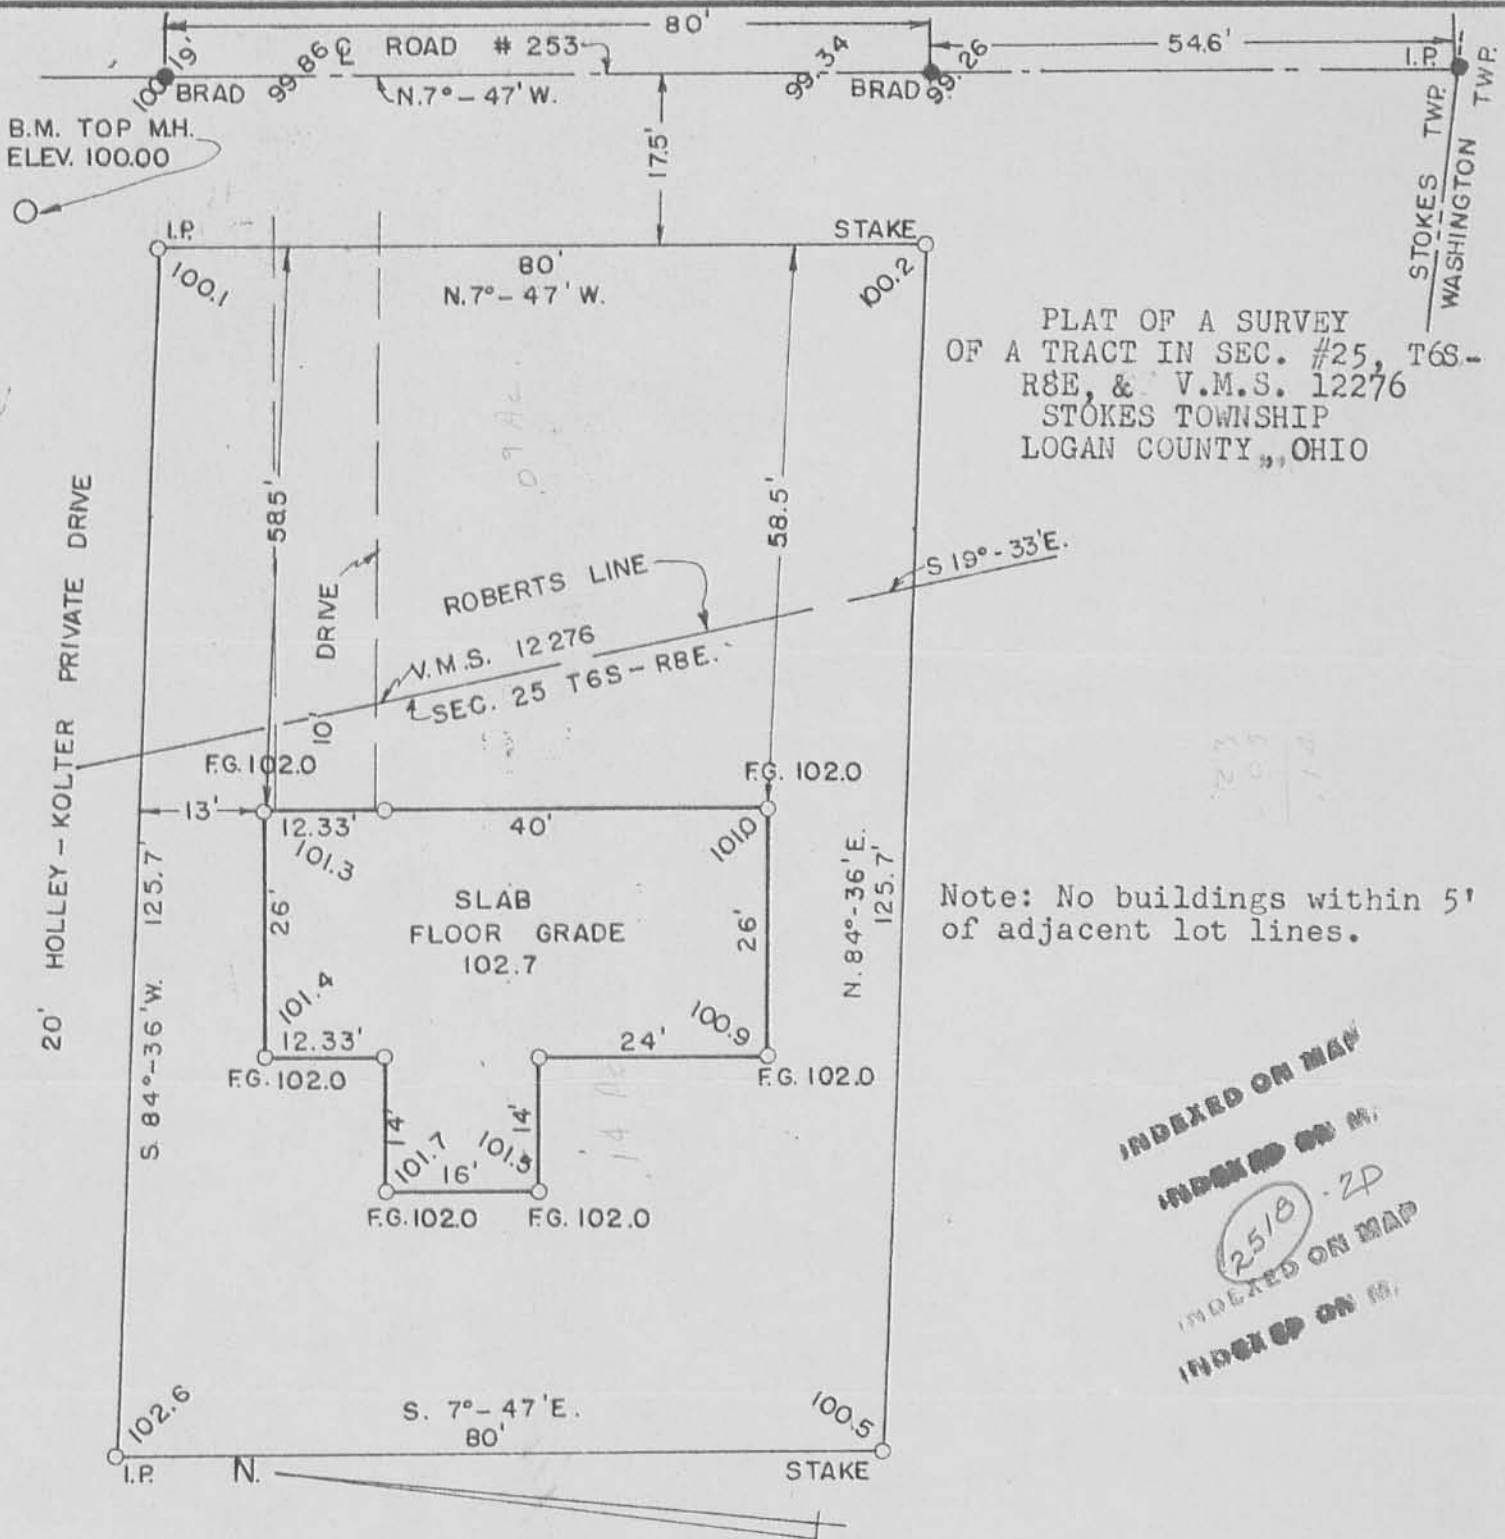 80'
54.6'
100.19'
99.86
℄ ROAD # 253
99.34
99.26
I.P.
BRAD
N.7°-47'W.
BRAD
B.M. TOP M.H.
ELEV. 100.00
17.5'
STOKES TWP.
WASHINGTON TWP.
I.P.
STAKE
100.1
80'
N.7°-47'W.
100.2
PLAT OF A SURVEY
OF A TRACT IN SEC. #25, T6S-
R8E, & V.M.S. 12276
STOKES TOWNSHIP
LOGAN COUNTY, OHIO
.09 Ac
58.5'
58.5'
20' HOLLEY-KOLTER PRIVATE DRIVE
10' DRIVE
ROBERTS LINE
S 19°-33'E.
V.M.S. 12276
SEC. 25 T6S-R8E.
F.G. 102.0
F.G. 102.0
13'
12.33'
40'
101.3
101.0
26'
SLAB
FLOOR GRADE
102.7
26'
S. 84°-36'W. 125.7'
N. 84°-36'E.
125.7'
Note: No buildings within 5'
of adjacent lot lines.
101.4
100.9
12.33'
24'
F.G. 102.0
F.G. 102.0
14'
14'
101.7
101.5
16'
F.G. 102.0
F.G. 102.0
INDEXED ON MAP
INDEXED ON M.
2518 - ZP
INDEXED ON MAP
INDEXED ON M.
102.6
S. 7°-47'E.
80'
100.5
I.P.
N.
STAKE